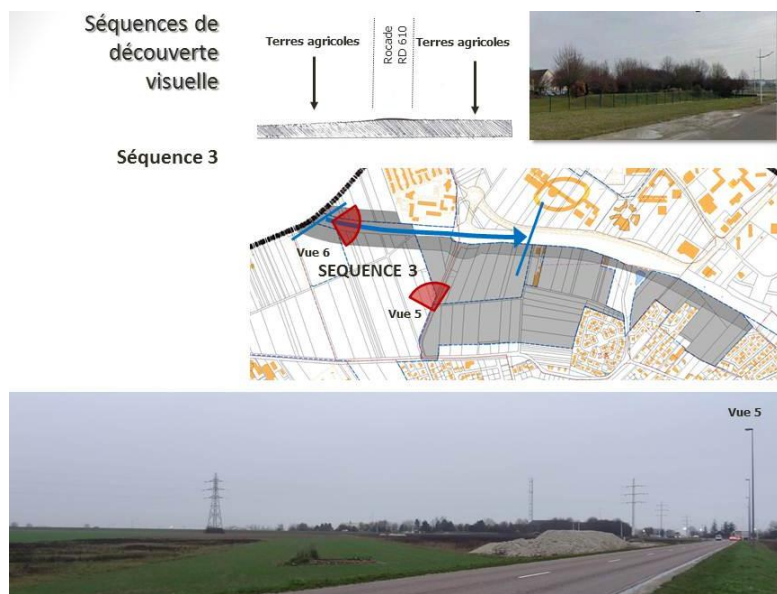 Séquences de
découverte
visuelle
Séquence 3
Terres agricoles
Rocade
RD 610
Terres agricoles
Vue 6
SEQUENCE 3
Vue 5
Vue 5